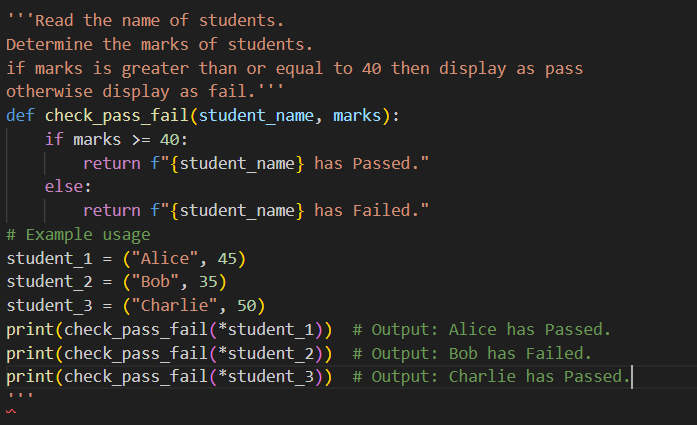 '''Read the name of students.
Determine the marks of students.
if marks is greater than or equal to 40 then display as pass
otherwise display as fail.'''
def check_pass_fail(student_name, marks):
    if marks >= 40:
        return f"{student_name} has Passed."
    else:
        return f"{student_name} has Failed."
# Example usage
student_1 = ("Alice", 45)
student_2 = ("Bob", 35)
student_3 = ("Charlie", 50)
print(check_pass_fail(*student_1))  # Output: Alice has Passed.
print(check_pass_fail(*student_2))  # Output: Bob has Failed.
print(check_pass_fail(*student_3))  # Output: Charlie has Passed.
'''